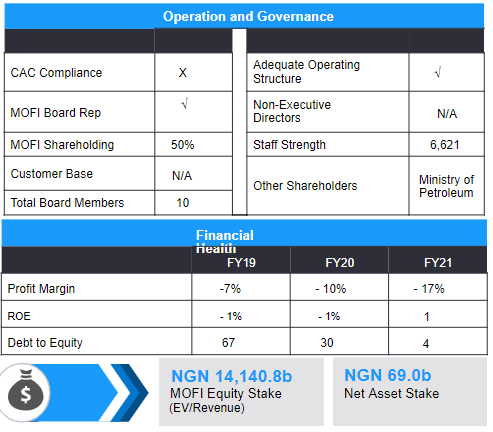 Operation and Governance
CAC Compliance X
MOFI Board Rep √
MOFI Shareholding 50%
Customer Base N/A
Total Board Members 10
Adequate Operating
Structure √
Non-Executive
Directors N/A
Staff Strength 6,621
Other Shareholders Ministry of
Petroleum
Financial
Health
FY19 FY20 FY21
Profit Margin -7% - 10% - 17%
ROE - 1% - 1% 1
Debt to Equity 67 30 4
$
NGN 14,140.8b
MOFI Equity Stake
(EV/Revenue)
NGN 69.0b
Net Asset Stake